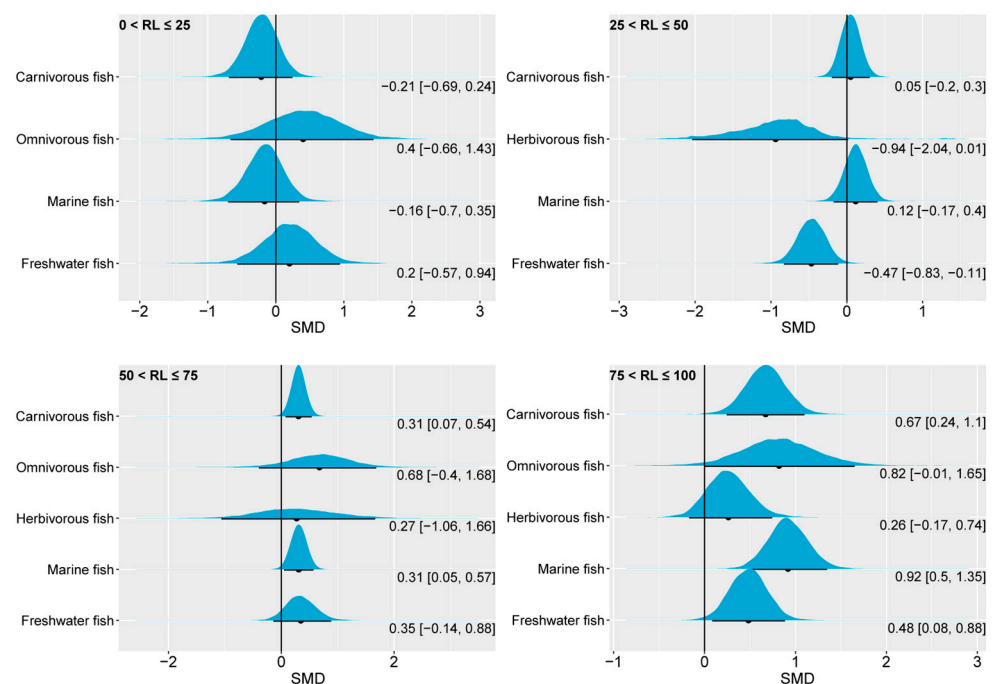 0 < RL ≤ 25
Carnivorous fish
−0.21 [−0.69, 0.24]
Omnivorous fish
0.4 [−0.66, 1.43]
Marine fish
−0.16 [−0.7, 0.35]
Freshwater fish
0.2 [−0.57, 0.94]
−2 −1 0 1 2 3
SMD
25 < RL ≤ 50
Carnivorous fish
0.05 [−0.2, 0.3]
Herbivorous fish
−0.94 [−2.04, 0.01]
Marine fish
0.12 [−0.17, 0.4]
Freshwater fish
−0.47 [−0.83, −0.11]
−3 −2 −1 0 1
SMD
50 < RL ≤ 75
Carnivorous fish
0.31 [0.07, 0.54]
Omnivorous fish
0.68 [−0.4, 1.68]
Herbivorous fish
0.27 [−1.06, 1.66]
Marine fish
0.31 [0.05, 0.57]
Freshwater fish
0.35 [−0.14, 0.88]
−2 0 2
SMD
75 < RL ≤ 100
Carnivorous fish
0.67 [0.24, 1.1]
Omnivorous fish
0.82 [−0.01, 1.65]
Herbivorous fish
0.26 [−0.17, 0.74]
Marine fish
0.92 [0.5, 1.35]
Freshwater fish
0.48 [0.08, 0.88]
−1 0 1 2 3
SMD